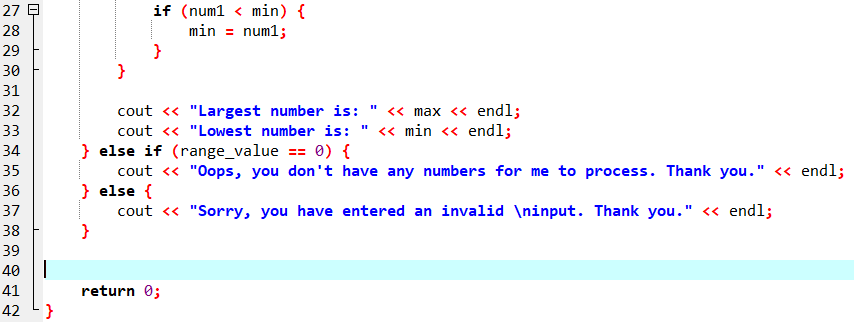 27 if (num1 < min) {
28 min = num1;
29 }
30 }
31
32 cout << "Largest number is: " << max << endl;
33 cout << "Lowest number is: " << min << endl;
34 } else if (range_value == 0) {
35 cout << "Oops, you don't have any numbers for me to process. Thank you." << endl;
36 } else {
37 cout << "Sorry, you have entered an invalid \ninput. Thank you." << endl;
38 }
39
40
41 return 0;
42 }